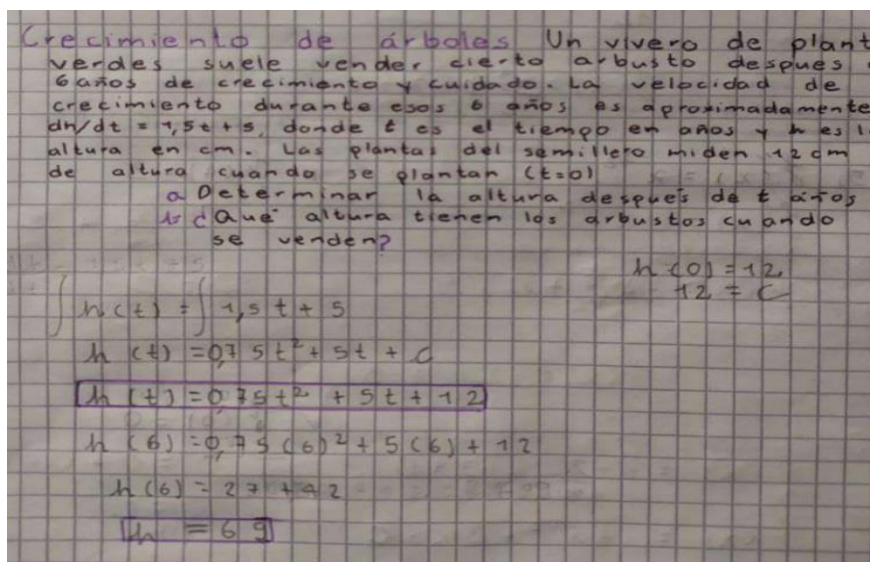 Crecimiento de árboles Un vivero de plant
verdes suele vender cierto arbusto despues
6 años de crecimiento y cuidado. La velocidad de
crecimiento durante esos 6 años es aproximadamente
dh/dt = 1,5t + 5, donde t es el tiempo en años y h es l
altura en cm. Las plantas del semillero miden 12 cm
de altura cuando se plantan (t=0)
a Determinar la altura después de t años
b ¿Qué altura tienen los arbustos cuando
se venden?
h(0) = 12
12 = C
∫ h(t) = ∫ 1,5t + 5
h(t) = 0,75t² + 5t + C
h(t) = 0,75t² + 5t + 12
h(6) = 0,75(6)² + 5(6) + 12
h(6) = 27 + 42
h = 69